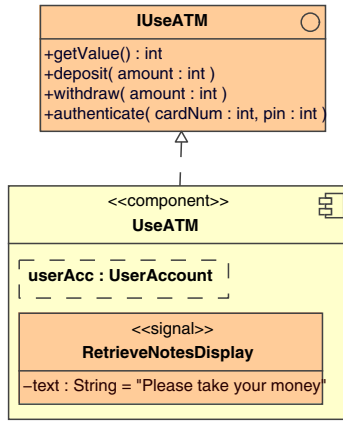 IUseATM
+getValue() : int
+deposit( amount : int )
+withdraw( amount : int )
+authenticate( cardNum : int, pin : int )
<<component>>
UseATM
userAcc : UserAccount
<<signal>>
RetrieveNotesDisplay
−text : String = "Please take your money"